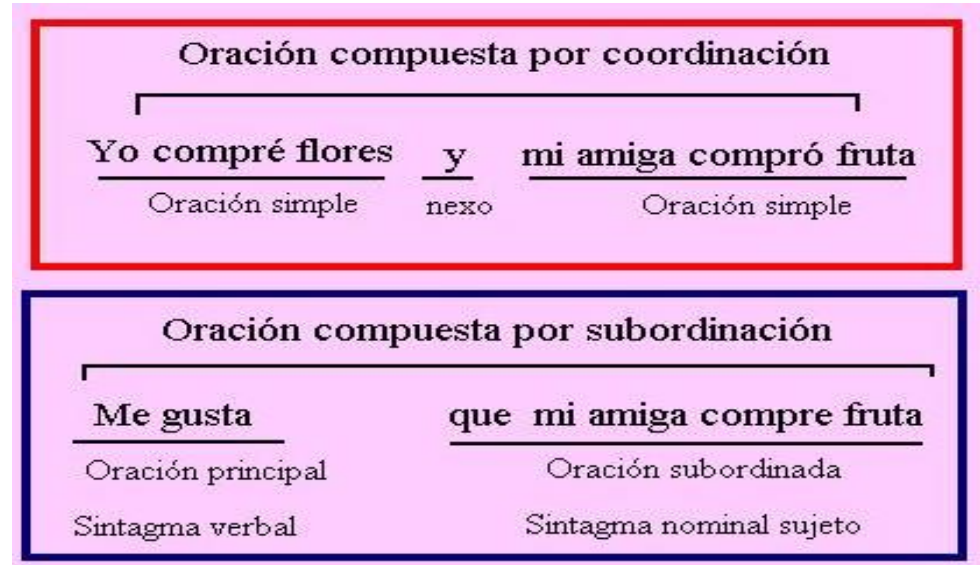 Oración compuesta por coordinación
Yo compré flores y mi amiga compró fruta
Oración simple nexo Oración simple
Oración compuesta por subordinación
Me gusta que mi amiga compre fruta
Oración principal Oración subordinada
Sintagma verbal Sintagma nominal sujeto